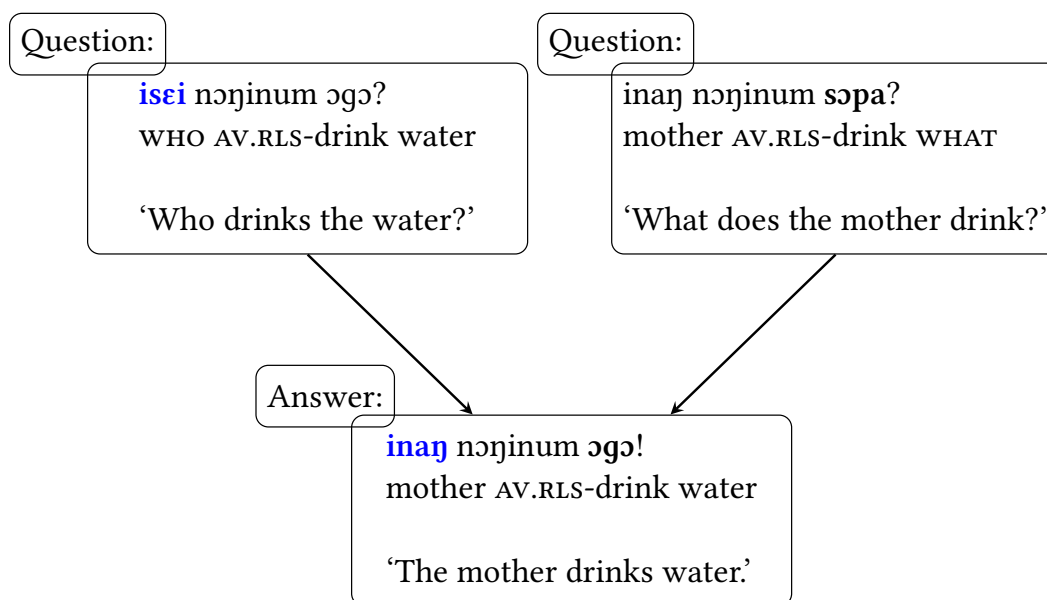 Question:
isɛi nɔŋinum ɔgɔ?
WHO AV.RLS-drink water
‘Who drinks the water?’
Question:
inaŋ nɔŋinum sɔpa?
mother AV.RLS-drink WHAT
‘What does the mother drink?’
Answer:
inaŋ nɔŋinum ɔgɔ!
mother AV.RLS-drink water
‘The mother drinks water.’